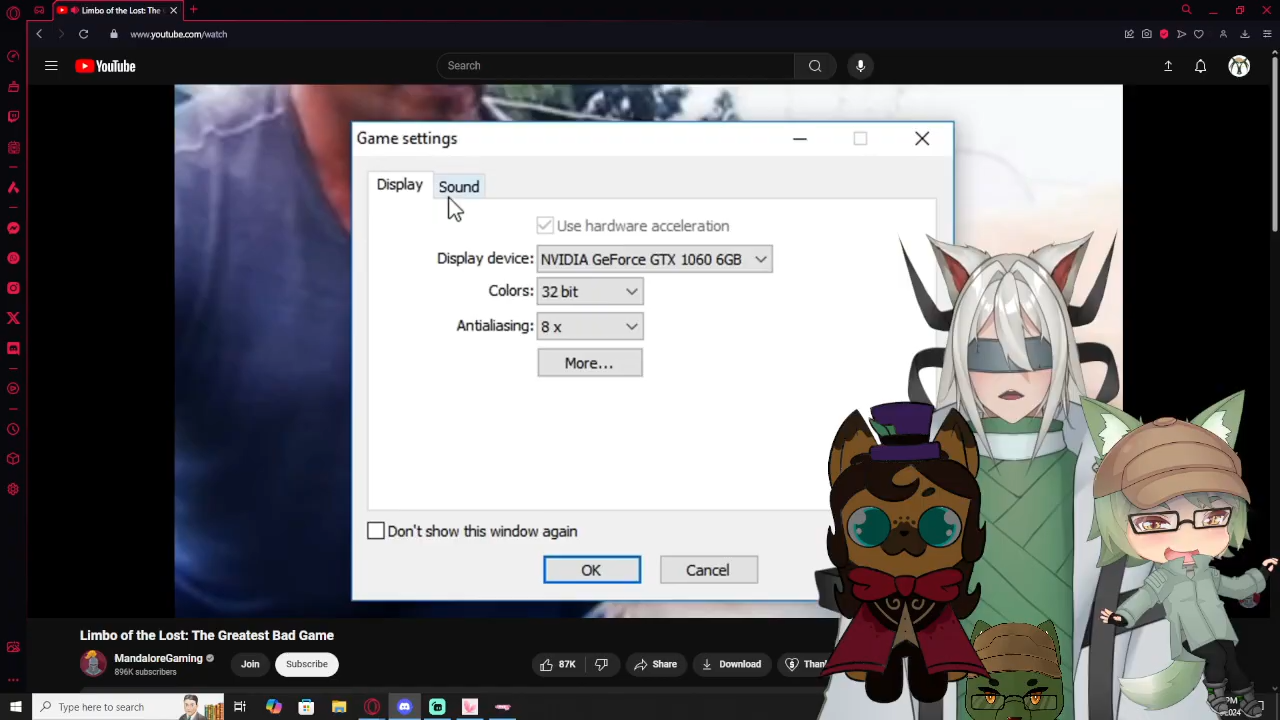 Limbo of the Lost: The
www.youtube.com/watch
YouTube
Search
Game settings
Display
Sound
Use hardware acceleration
Display device:
NVIDIA GeForce GTX 1060 6GB
Colors:
32 bit
Antialiasing:
8 x
More...
Don't show this window again
OK
Cancel
Limbo of the Lost: The Greatest Bad Game
MandaloreGaming
896K subscribers
Join
Subscribe
87K
Share
Download
Type here to search
PM